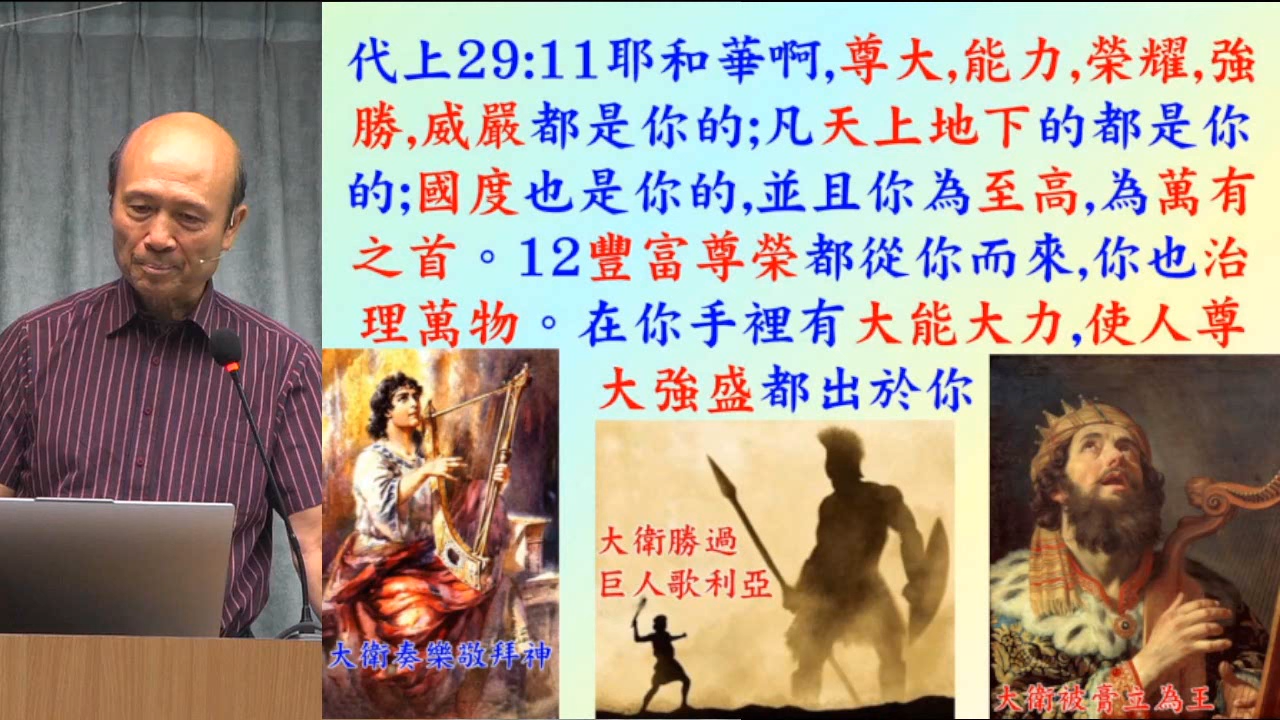 代上29:11耶和華啊,尊大,能力,榮耀,強
勝,威嚴都是你的;凡天上地下的都是你
的;國度也是你的,並且你為至高,為萬有
之首。12豐富尊榮都從你而來,你也治
理萬物。在你手裡有大能大力,使人尊
大強盛都出於你
大衛奏樂敬拜神
大衛勝過
巨人歌利亞
大衛被膏立為王